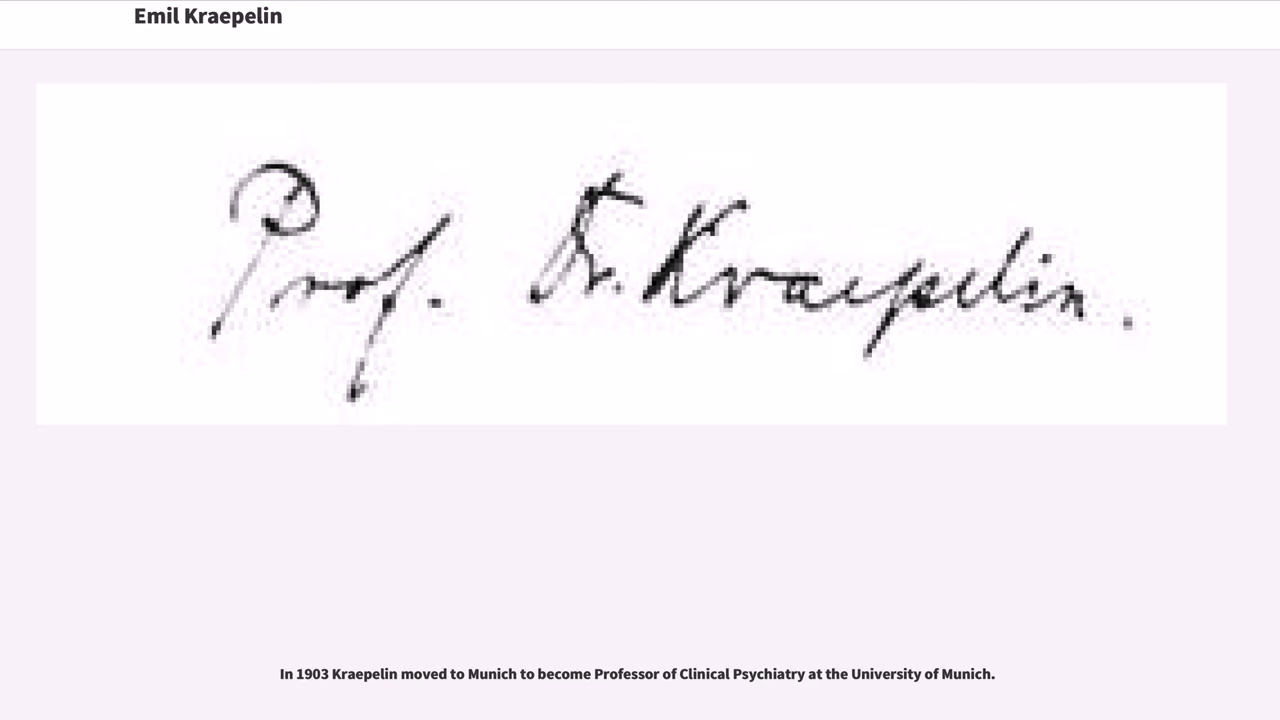 Emil Kraepelin
Prof. Dr. Kraepelin.
In 1903 Kraepelin moved to Munich to become Professor of Clinical Psychiatry at the University of Munich.